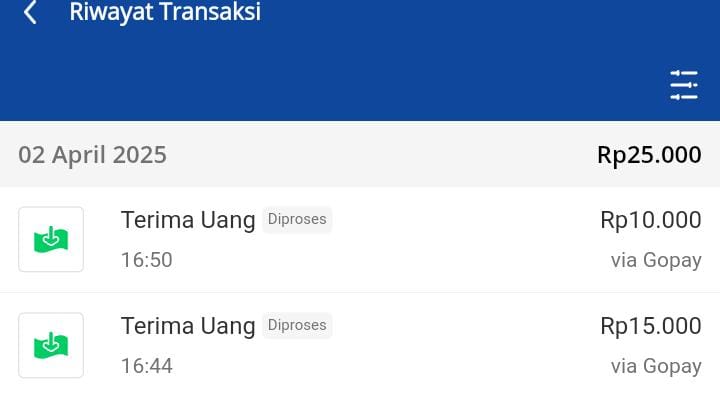 Riwayat Transaksi
02 April 2025 Rp25.000
Terima Uang Diproses Rp10.000
16:50 via Gopay
Terima Uang Diproses Rp15.000
16:44 via Gopay